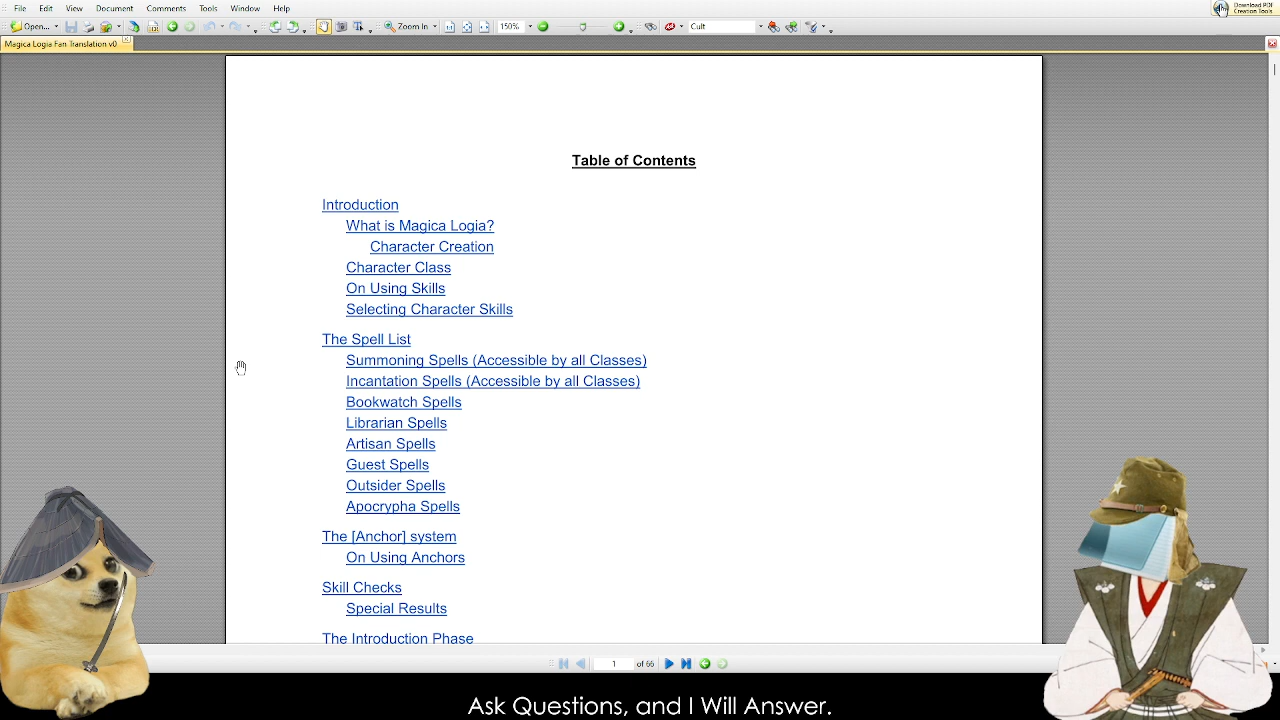 File Edit View Document Comments Tools Window Help
Download PDF
Creation Tools
Open... Zoom In 150% Cult
Magica Logia Fan Translation v0
Table of Contents
Introduction
What is Magica Logia?
Character Creation
Character Class
On Using Skills
Selecting Character Skills
The Spell List
Summoning Spells (Accessible by all Classes)
Incantation Spells (Accessible by all Classes)
Bookwatch Spells
Librarian Spells
Artisan Spells
Guest Spells
Outsider Spells
Apocrypha Spells
The [Anchor] system
On Using Anchors
Skill Checks
Special Results
The Introduction Phase
1 of 66
Ask Questions, and I Will Answer.